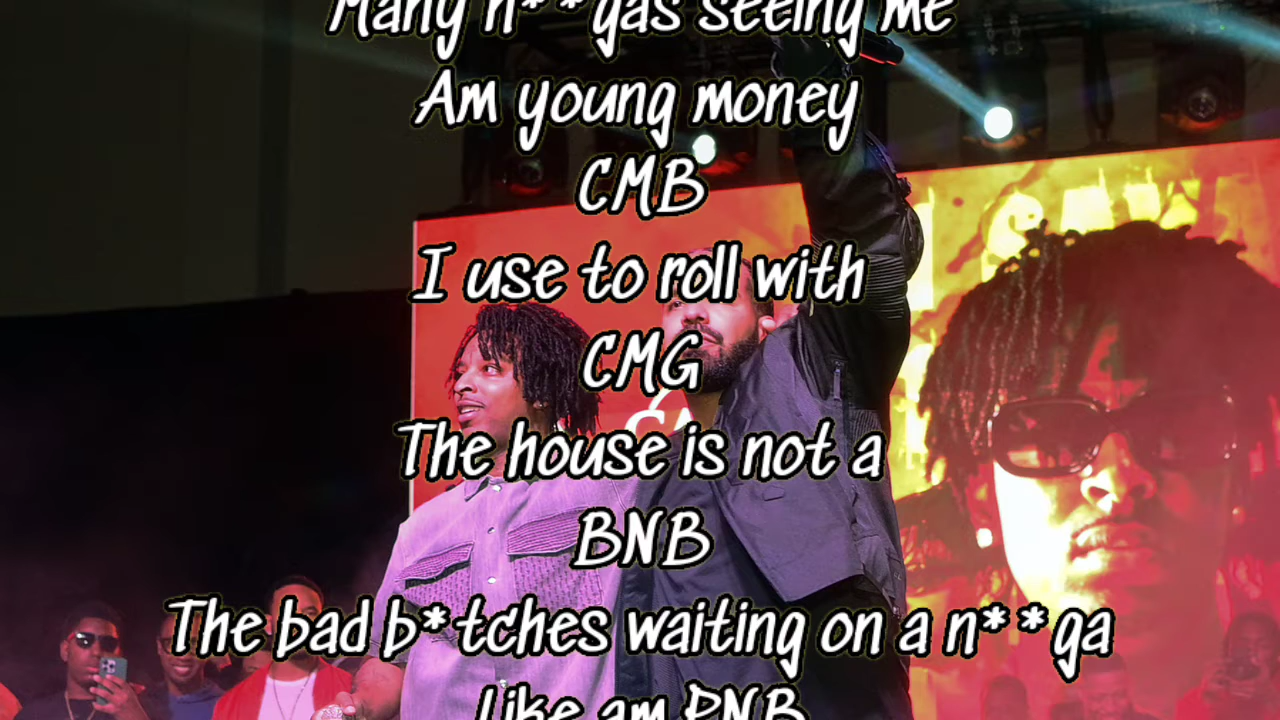 Many n**gas seeing me
Am young money
CMB
I use to roll with
CMG
The house is not a
BNB
The bad b*tches waiting on a n**ga
Like am PNB